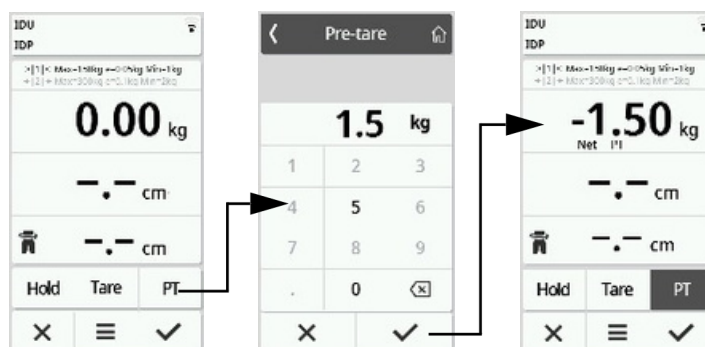 IDU
IDP
0.00 kg
-.- cm
-.- cm
Hold Tare PT
Pre-tare
1.5 kg
1 2 3
4 5 6
7 8 9
. 0
IDU
IDP
-1.50 kg
Net PT
-.- cm
-.- cm
Hold Tare PT